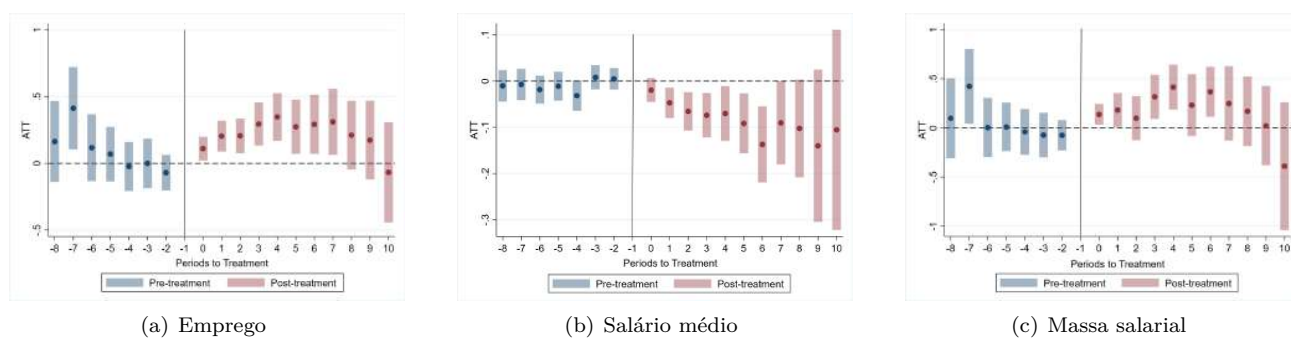 1
.5
0
-.5
ATT
-8 -7 -6 -5 -4 -3 -2 -1 0 1 2 3 4 5 6 7 8 9 10
Periods to Treatment
Pre-treatment Post-treatment
(a) Emprego
.1
0
-.1
-.2
-.3
ATT
-8 -7 -6 -5 -4 -3 -2 -1 0 1 2 3 4 5 6 7 8 9 10
Periods to Treatment
Pre-treatment Post-treatment
(b) Salário médio
1
.5
0
-.5
-1
ATT
-8 -7 -6 -5 -4 -3 -2 -1 0 1 2 3 4 5 6 7 8 9 10
Periods to Treatment
Pre-treatment Post-treatment
(c) Massa salarial